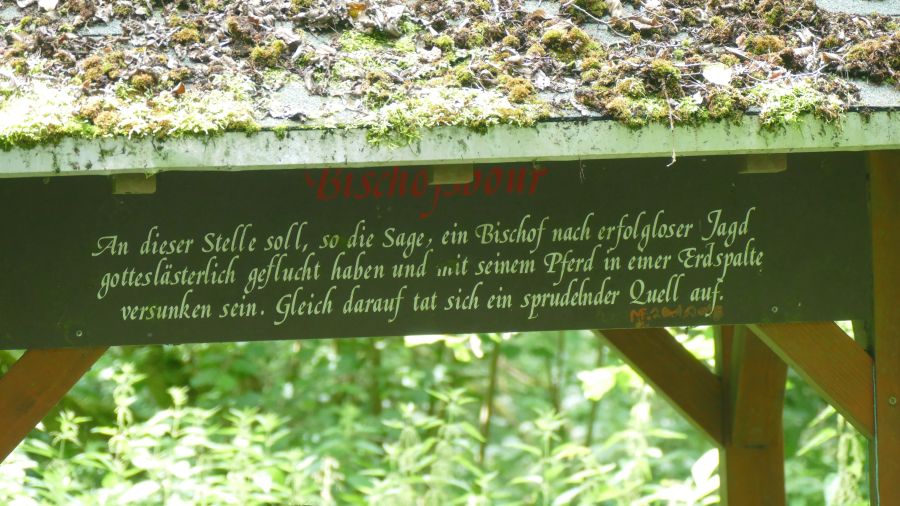 Bischofsbour
An dieser Stelle soll, so die Sage, ein Bischof nach erfolgloser Jagd
gotteslästerlich geflucht haben und mit seinem Pferd in einer Erdspalte
versunken sein. Gleich darauf tat sich ein sprudelnder Quell auf.